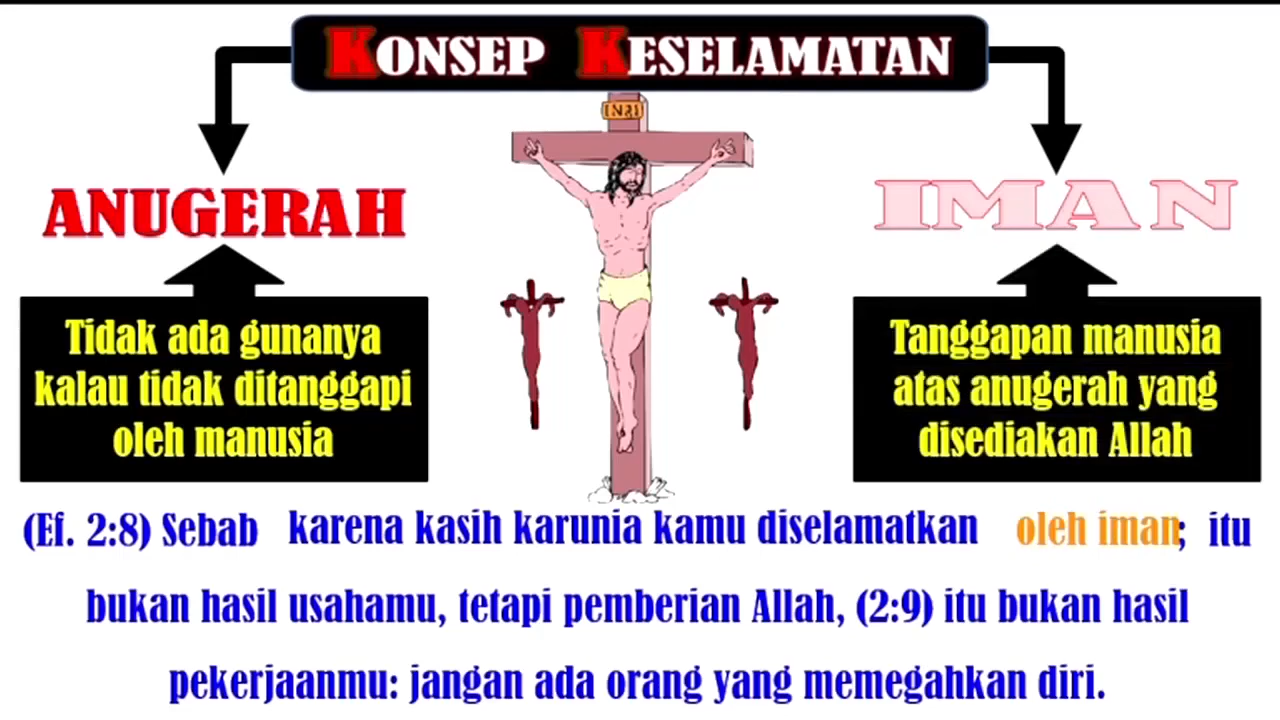 KONSEP KESELAMATAN
INRI
ANUGERAH
IMAN
Tidak ada gunanya
kalau tidak ditanggapi
oleh manusia
Tanggapan manusia
atas anugerah yang
disediakan Allah
(Ef. 2:8) Sebab karena kasih karunia kamu diselamatkan oleh iman; itu
bukan hasil usahamu, tetapi pemberian Allah, (2:9) itu bukan hasil
pekerjaanmu: jangan ada orang yang memegahkan diri.